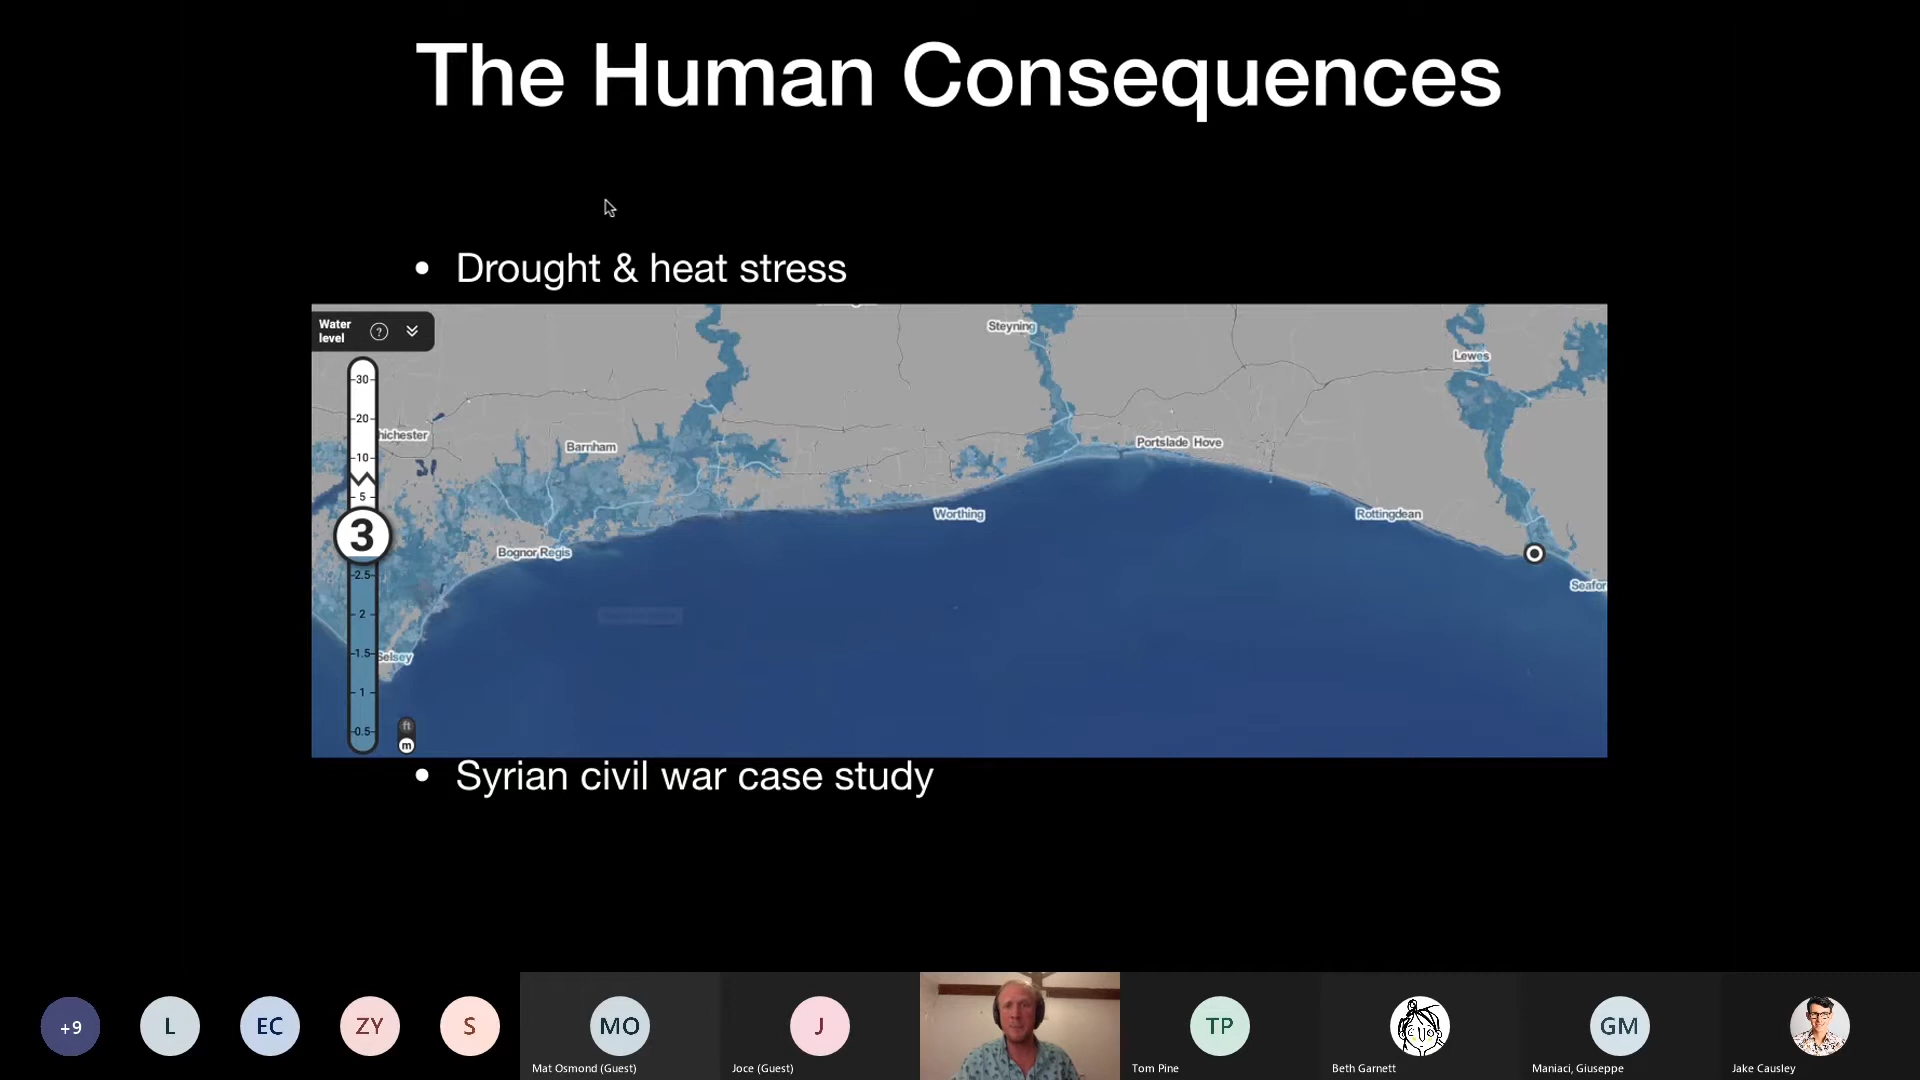 The Human Consequences
• Drought & heat stress
Water
level
?
30
20
10
5
3
2.5
2
1.5
1
0.5
ft
m
Steyning
Lewes
hichester
Barnham
Portslade Hove
Worthing
Rottingdean
Bognor Regis
Seafor
Selsey
• Syrian civil war case study
+9
L
EC
ZY
S
MO
J
TP
GM
Mat Osmond (Guest)
Joce (Guest)
Tom Pine
Beth Garnett
Maniaci, Giuseppe
Jake Causley